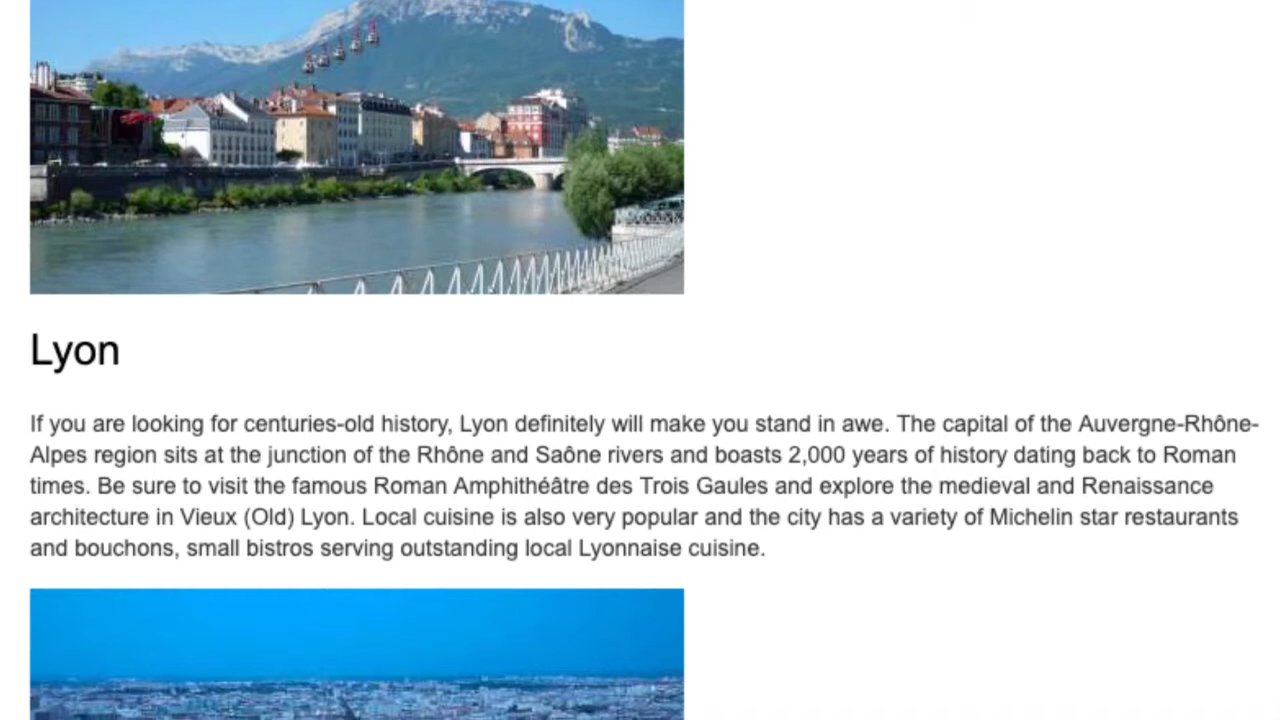 Lyon
If you are looking for centuries-old history, Lyon definitely will make you stand in awe. The capital of the Auvergne-Rhône-
Alpes region sits at the junction of the Rhône and Saône rivers and boasts 2,000 years of history dating back to Roman
times. Be sure to visit the famous Roman Amphithéâtre des Trois Gaules and explore the medieval and Renaissance
architecture in Vieux (Old) Lyon. Local cuisine is also very popular and the city has a variety of Michelin star restaurants
and bouchons, small bistros serving outstanding local Lyonnaise cuisine.